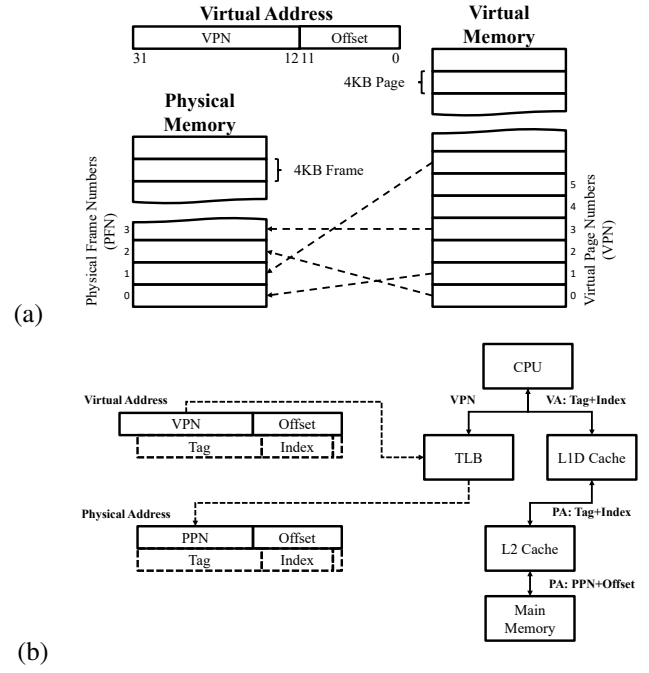 Virtual Address
VPN Offset
31 12 11 0
Virtual
Memory
4KB Page
Physical
Memory
4KB Frame
Physical Frame Numbers
(PFN)
3
2
1
0
5
4
3
2
1
0
Virtual Page Numbers
(VPN)
(a)
CPU
VPN VA: Tag+Index
Virtual Address
VPN Offset
Tag Index
TLB L1D Cache
Physical Address
PPN Offset
Tag Index
PA: Tag+Index
L2 Cache
PA: PPN+Offset
Main
Memory
(b)